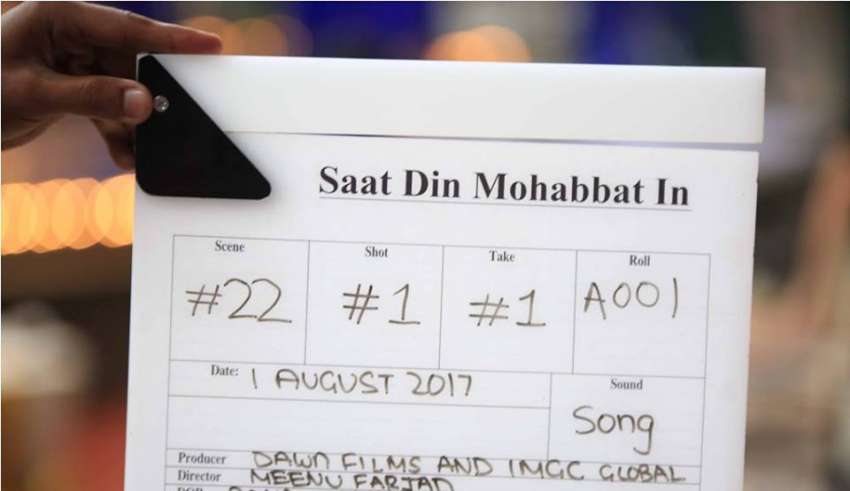 Saat Din Mohabbat In
Scene Shot Take Roll
#22 #1 #1 A001
Date: 1 AUGUST 2017
Sound
Song
Producer DAWN FILMS AND IMGC GLOBAL
Director MEENU FARJAD